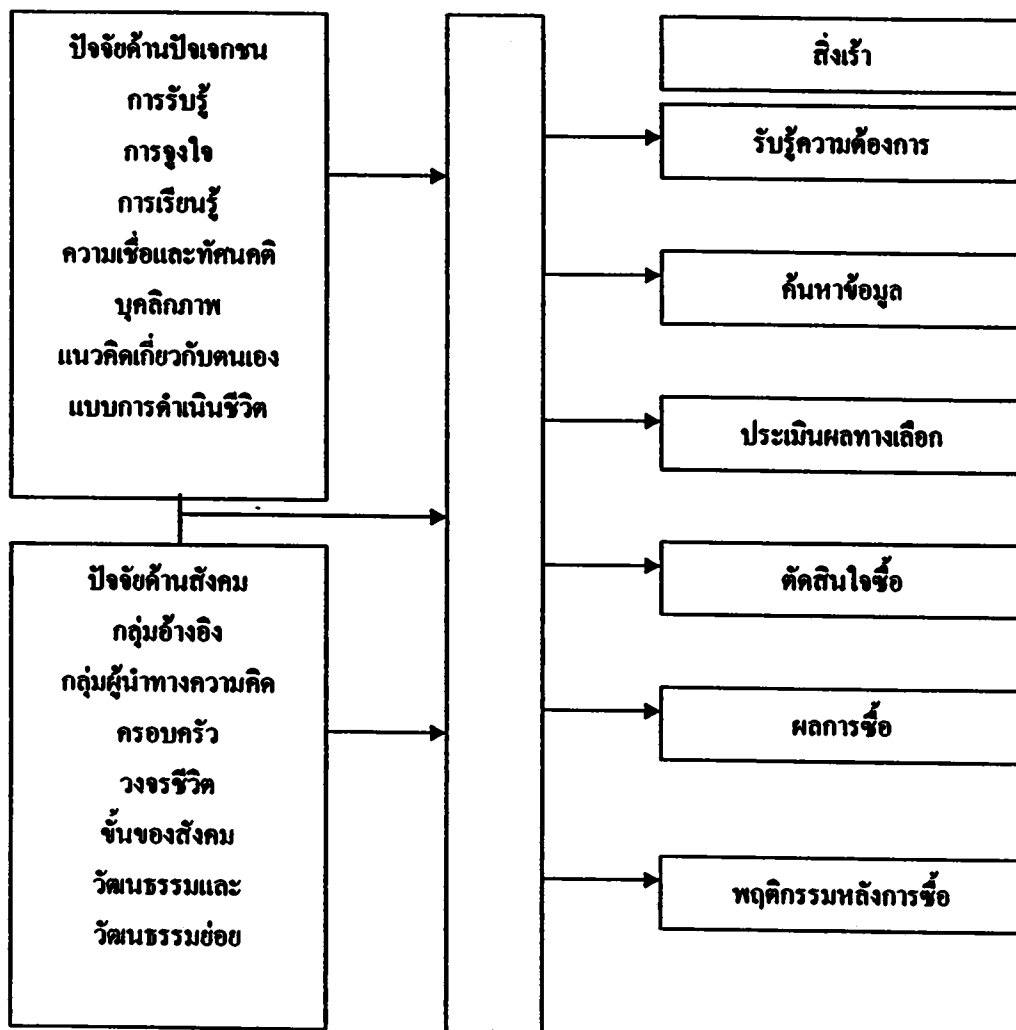 ปัจจัยด้านปัจเจกชน
การรับรู้
การจูงใจ
การเรียนรู้
ความเชื่อและทัศนคติ
บุคลิกภาพ
แนวคิดเกี่ยวกับตนเอง
แบบการดำเนินชีวิต
ปัจจัยด้านสังคม
กลุ่มอ้างอิง
กลุ่มผู้นำทางความคิด
ครอบครัว
วงจรชีวิต
ชั้นของสังคม
วัฒนธรรมและ
วัฒนธรรมย่อย
สิ่งเร้า
รับรู้ความต้องการ
ค้นหาข้อมูล
ประเมินผลทางเลือก
ตัดสินใจซื้อ
ผลการซื้อ
พฤติกรรมหลังการซื้อ